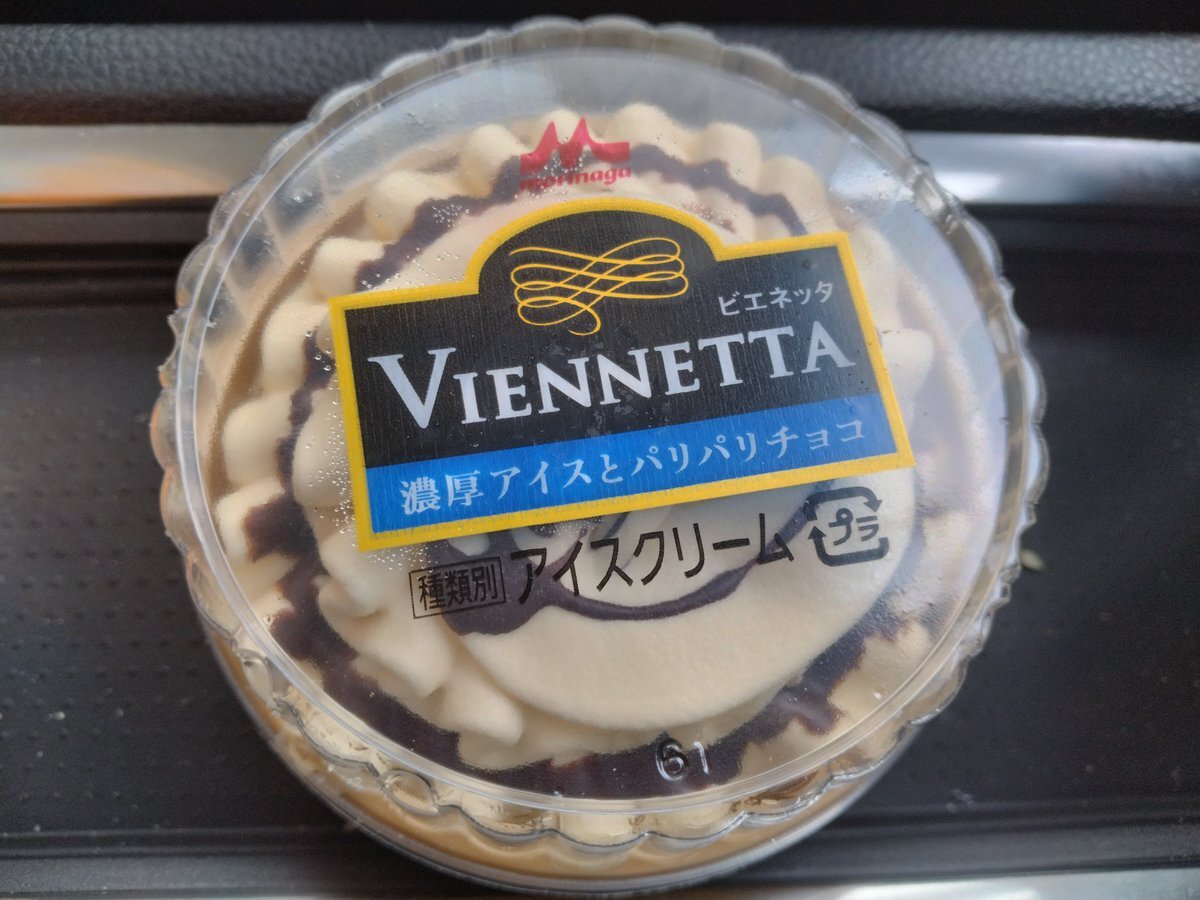 morinaga
ビエネッタ
VIENNETTA
濃厚アイスとパリパリチョコ
種類別 アイスクリーム プラ
61